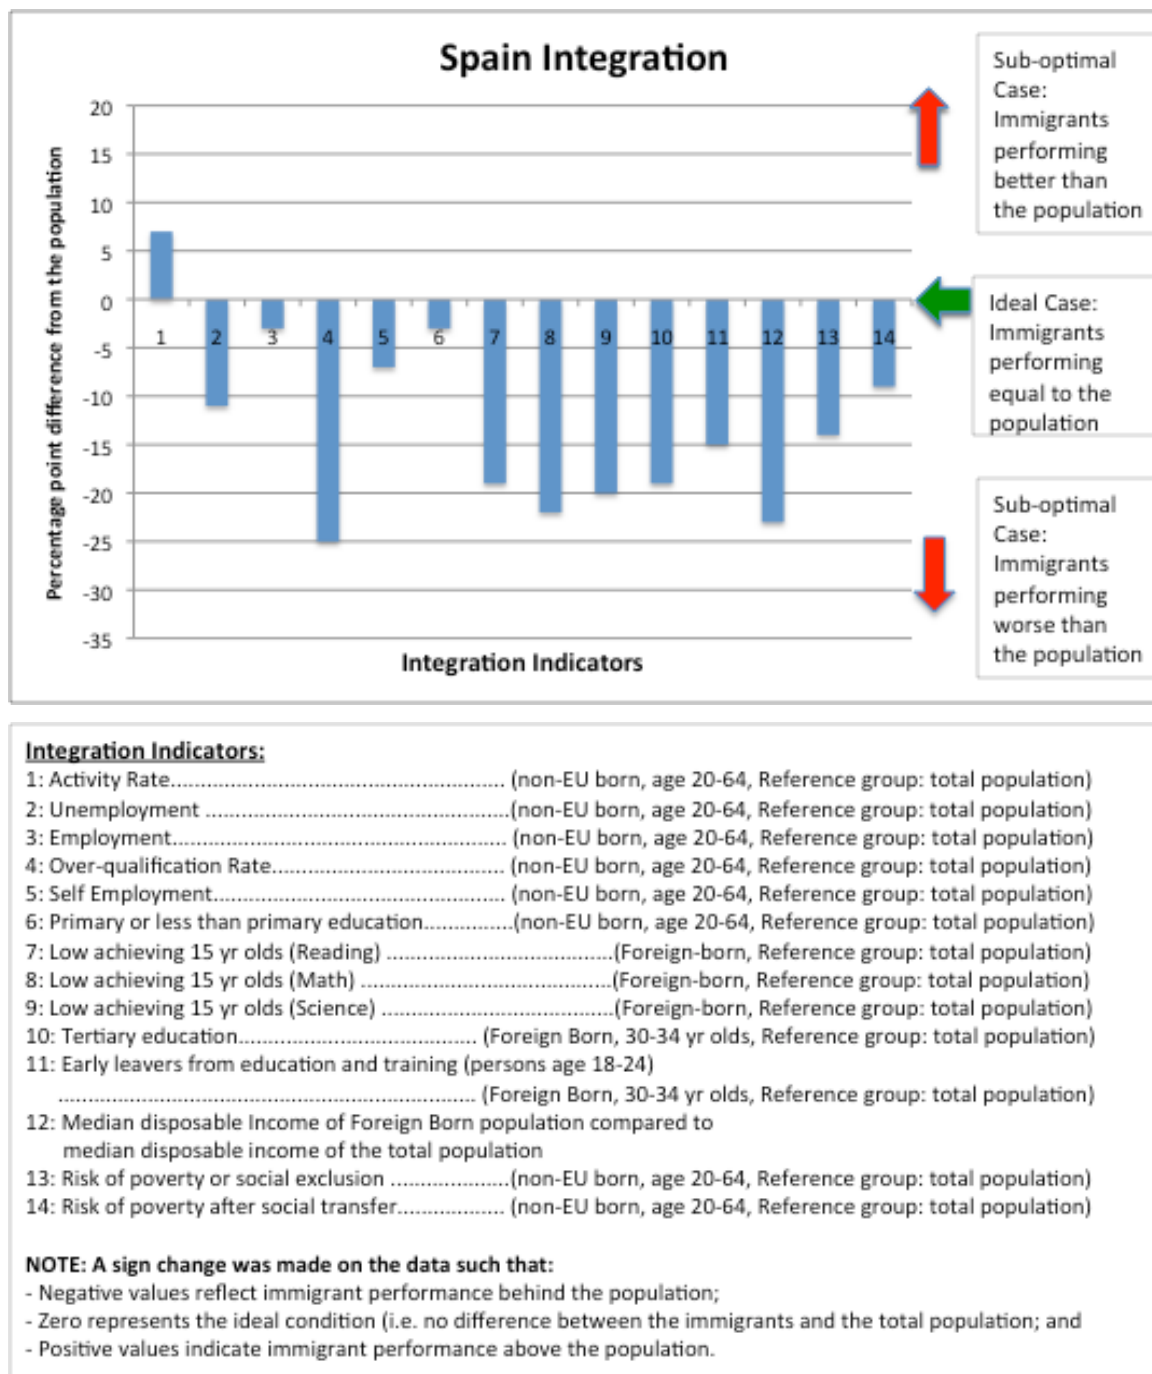 Spain Integration
Percentage point difference from the population
20
15
10
5
0
-5
-10
-15
-20
-25
-30
-35
1 2 3 4 5 6 7 8 9 10 11 12 13 14
Integration Indicators
Sub-optimal
Case:
Immigrants
performing
better than
the population
Ideal Case:
Immigrants
performing
equal to the
population
Sub-optimal
Case:
Immigrants
performing
worse than
the population
Integration Indicators:
1: Activity Rate.......................................................... (non-EU born, age 20-64, Reference group: total population)
2: Unemployment .....................................................(non-EU born, age 20-64, Reference group: total population)
3: Employment.......................................................... (non-EU born, age 20-64, Reference group: total population)
4: Over-qualification Rate........................................ (non-EU born, age 20-64, Reference group: total population)
5: Self Employment................................................... (non-EU born, age 20-64, Reference group: total population)
6: Primary or less than primary education...............(non-EU born, age 20-64, Reference group: total population)
7: Low achieving 15 yr olds (Reading) .......................................(Foreign-born, Reference group: total population)
8: Low achieving 15 yr olds (Math) ...........................................(Foreign-born, Reference group: total population)
9: Low achieving 15 yr olds (Science) ........................................(Foreign-born, Reference group: total population)
10: Tertiary education......................................... (Foreign Born, 30-34 yr olds, Reference group: total population)
11: Early leavers from education and training (persons age 18-24)
......................................................................... (Foreign Born, 30-34 yr olds, Reference group: total population)
12: Median disposable Income of Foreign Born population compared to
median disposable income of the total population
13: Risk of poverty or social exclusion .....................(non-EU born, age 20-64, Reference group: total population)
14: Risk of poverty after social transfer................... (non-EU born, age 20-64, Reference group: total population)
NOTE: A sign change was made on the data such that:
- Negative values reflect immigrant performance behind the population;
- Zero represents the ideal condition (i.e. no difference between the immigrants and the total population; and
- Positive values indicate immigrant performance above the population.